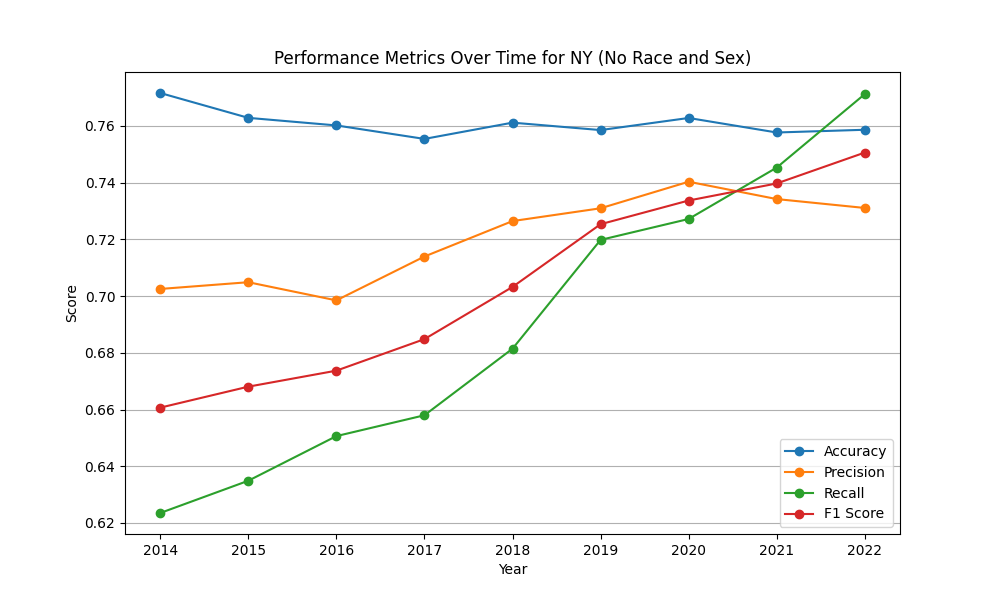 Performance Metrics Over Time for NY (No Race and Sex)
Score
0.76
0.74
0.72
0.70
0.68
0.66
0.64
0.62
Accuracy
Precision
Recall
F1 Score
2014 2015 2016 2017 2018 2019 2020 2021 2022
Year